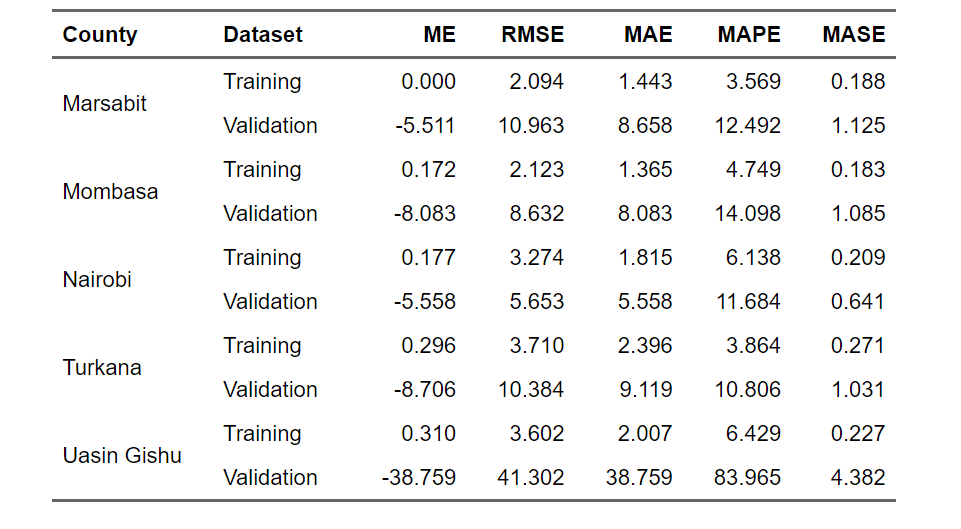 County Dataset ME RMSE MAE MAPE MASE
Marsabit Training 0.000 2.094 1.443 3.569 0.188
Validation -5.511 10.963 8.658 12.492 1.125
Mombasa Training 0.172 2.123 1.365 4.749 0.183
Validation -8.083 8.632 8.083 14.098 1.085
Nairobi Training 0.177 3.274 1.815 6.138 0.209
Validation -5.558 5.653 5.558 11.684 0.641
Turkana Training 0.296 3.710 2.396 3.864 0.271
Validation -8.706 10.384 9.119 10.806 1.031
Uasin Gishu Training 0.310 3.602 2.007 6.429 0.227
Validation -38.759 41.302 38.759 83.965 4.382